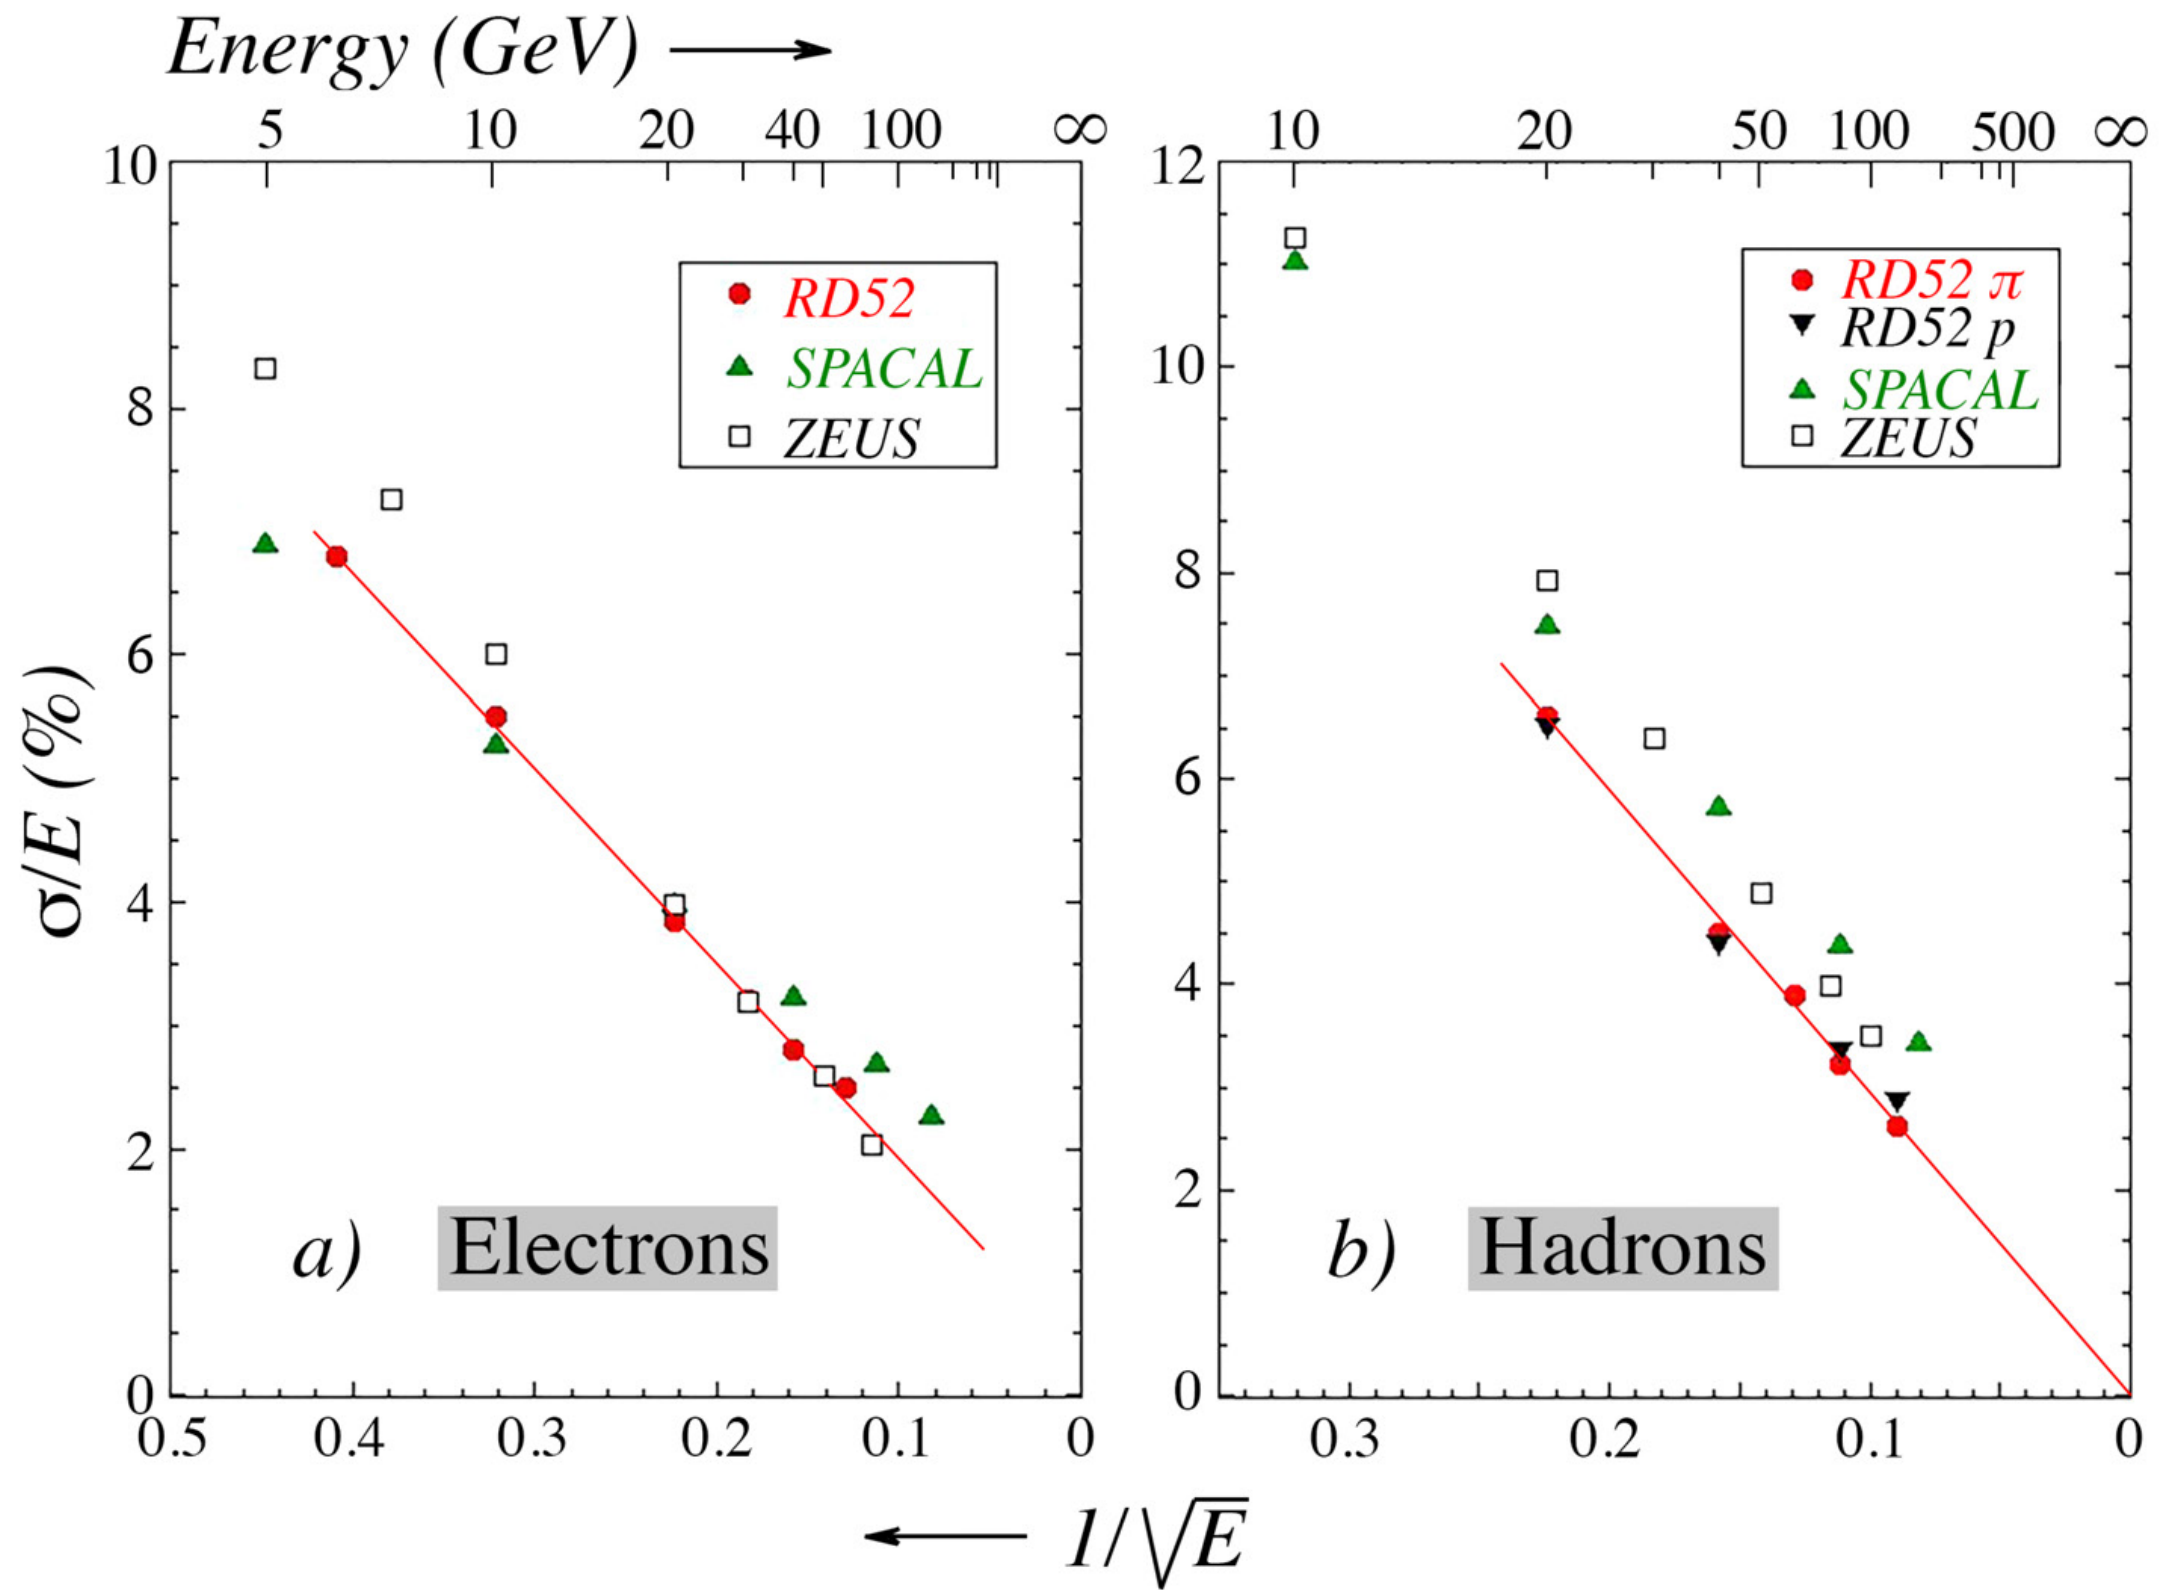 Energy (GeV)
5 10 20 40 100 ∞
10 20 50 100 500 ∞
10
8
6
4
2
0
12
10
8
6
4
2
0
RD52
SPACAL
ZEUS
RD52 π
RD52 p
SPACAL
ZEUS
σ/E (%)
a) Electrons
b) Hadrons
0.5 0.4 0.3 0.2 0.1 0
0.3 0.2 0.1 0
1/√E